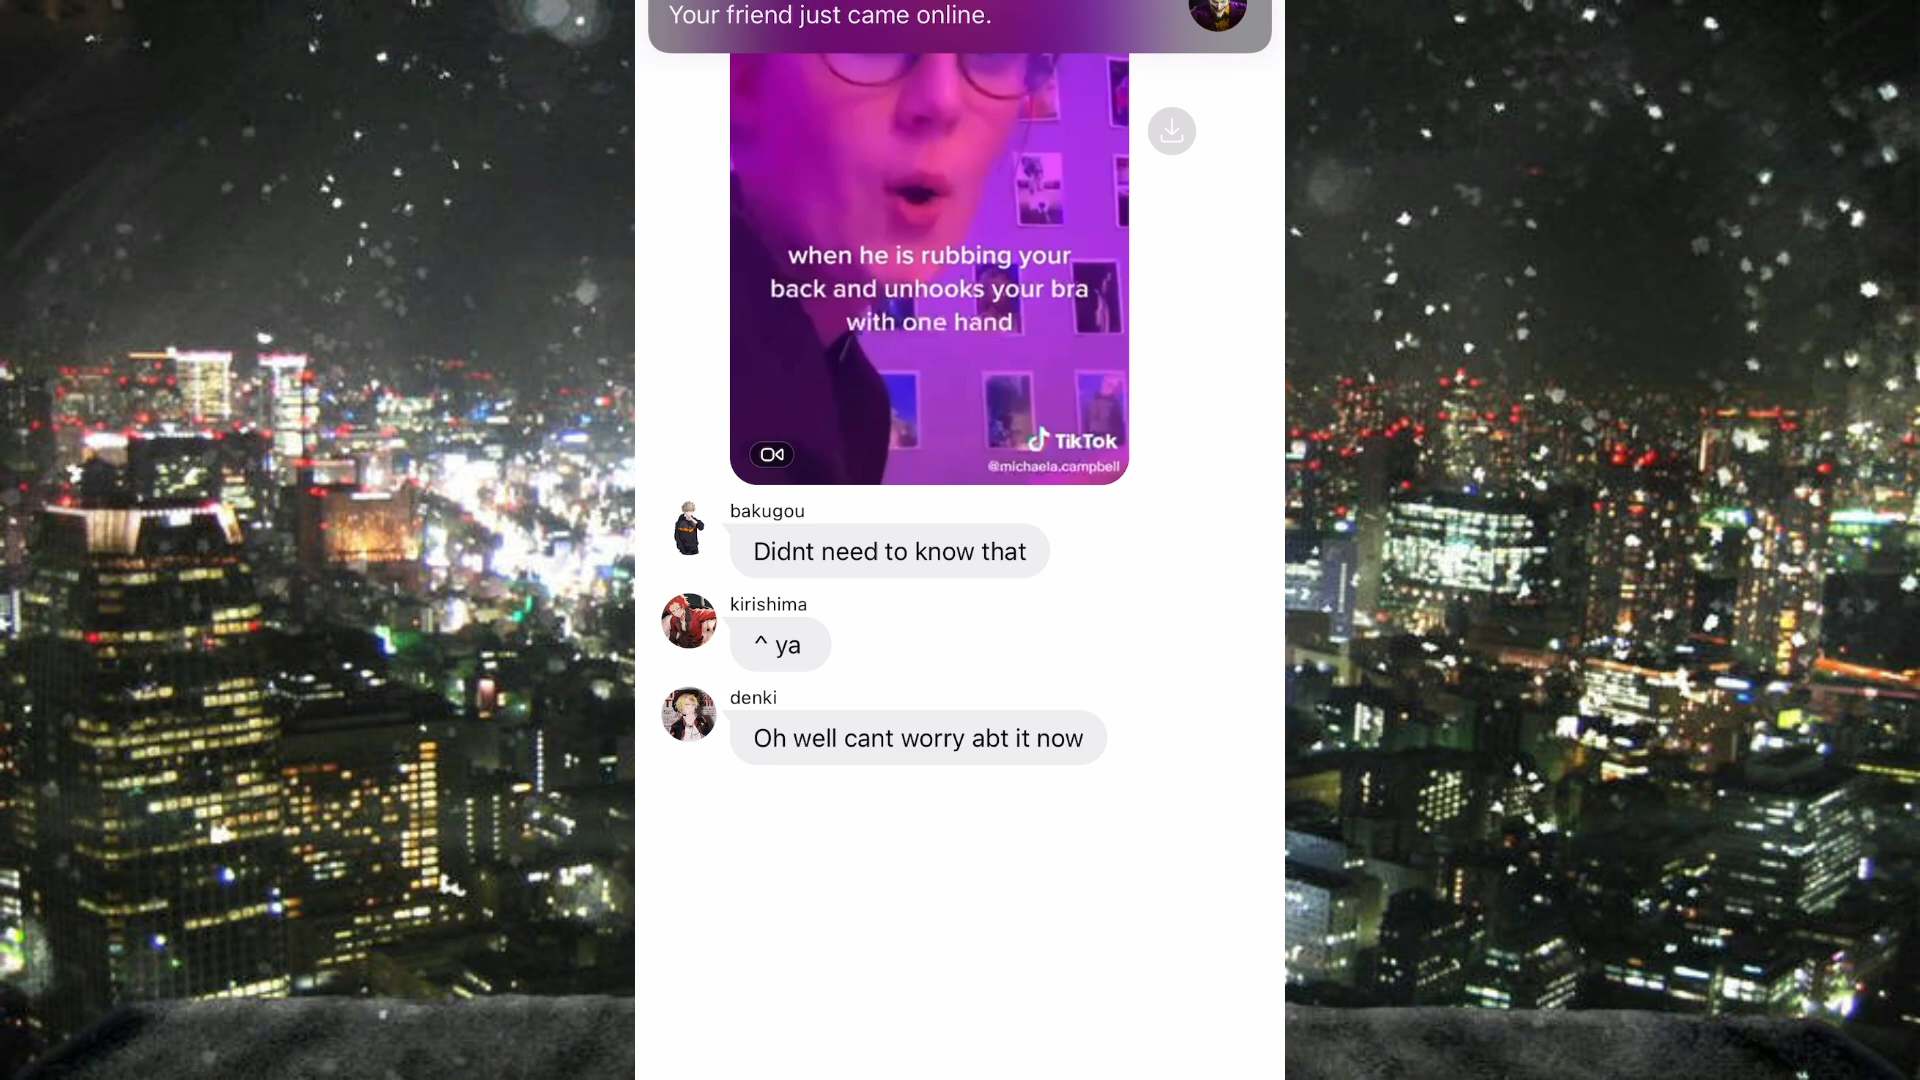 Your friend just came online.
when he is rubbing your
back and unhooks your bra
with one hand
TikTok
@michaela.campbell
bakugou
Didnt need to know that
kirishima
^ ya
denki
Oh well cant worry abt it now